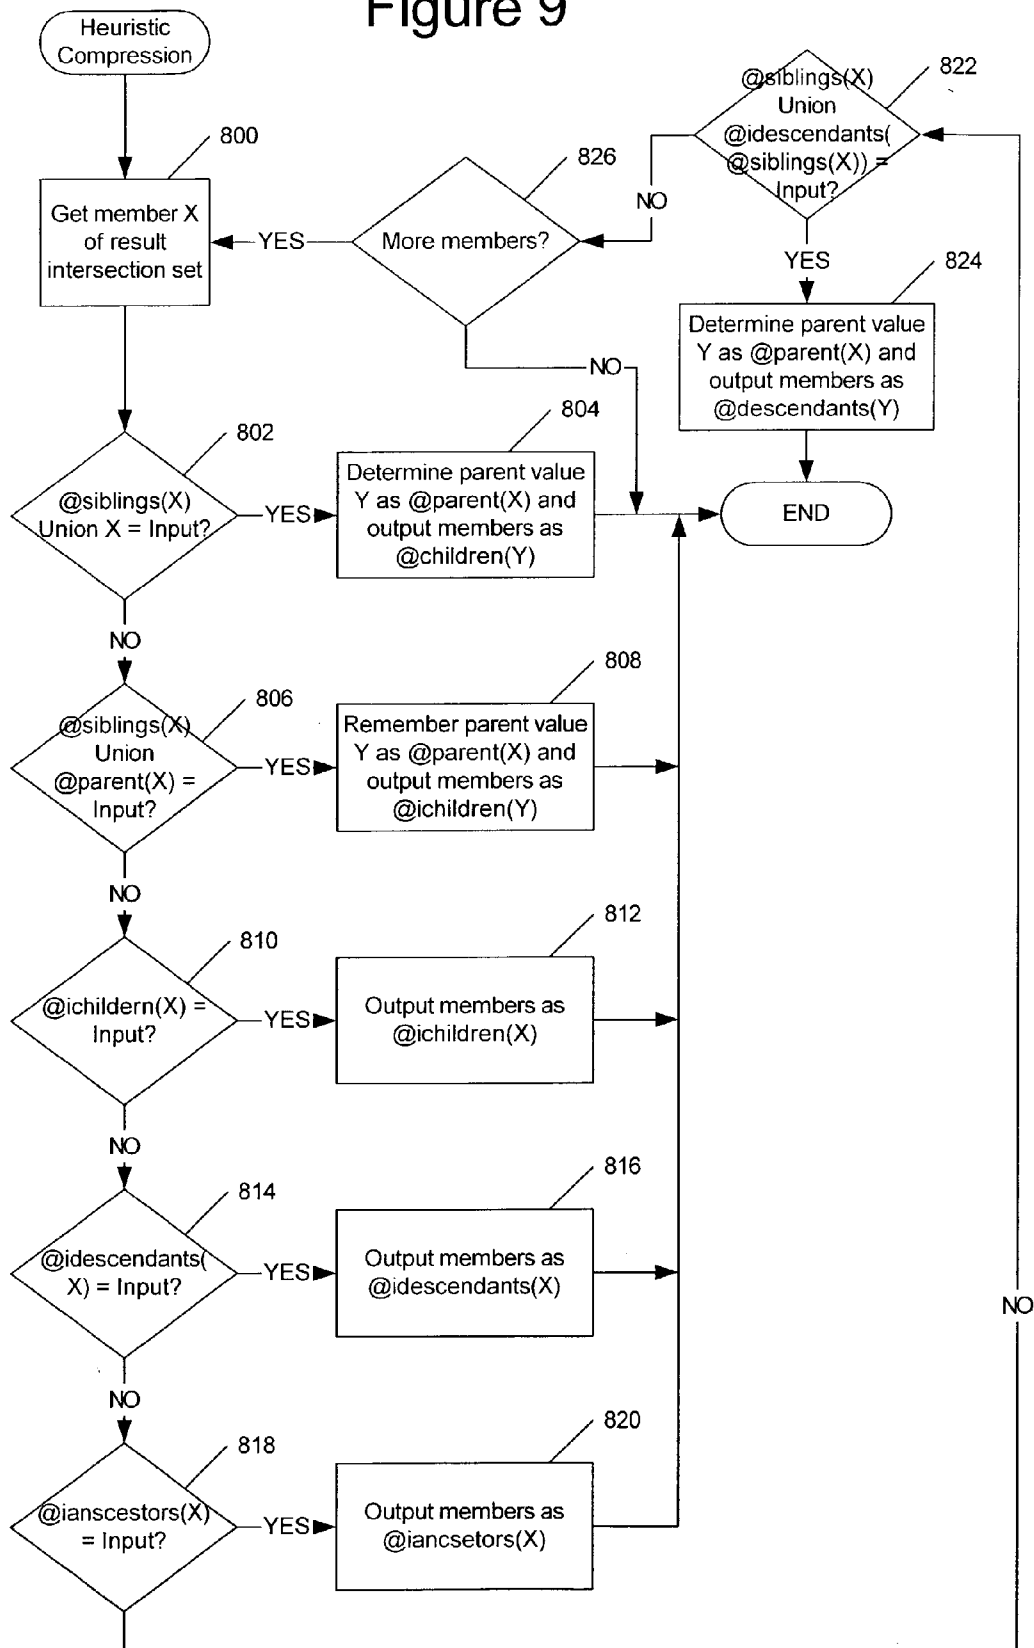 Figure 9
Heuristic
Compression
800
Get member X
of result
intersection set
YES
826
More members?
NO
822
@siblings(X)
Union
@idescendants(
@siblings(X)) =
Input?
NO
YES
824
Determine parent value
Y as @parent(X) and
output members as
@descendants(Y)
END
802
@siblings(X)
Union X = Input?
YES
804
Determine parent value
Y as @parent(X) and
output members as
@children(Y)
NO
806
@siblings(X)
Union
@parent(X) =
Input?
YES
808
Remember parent value
Y as @parent(X) and
output members as
@ichildren(Y)
NO
810
@ichildern(X) =
Input?
YES
812
Output members as
@ichildren(X)
NO
814
@idescendants(
X) = Input?
YES
816
Output members as
@idescendants(X)
NO
NO
818
@ianscestors(X)
= Input?
YES
820
Output members as
@iancsetors(X)